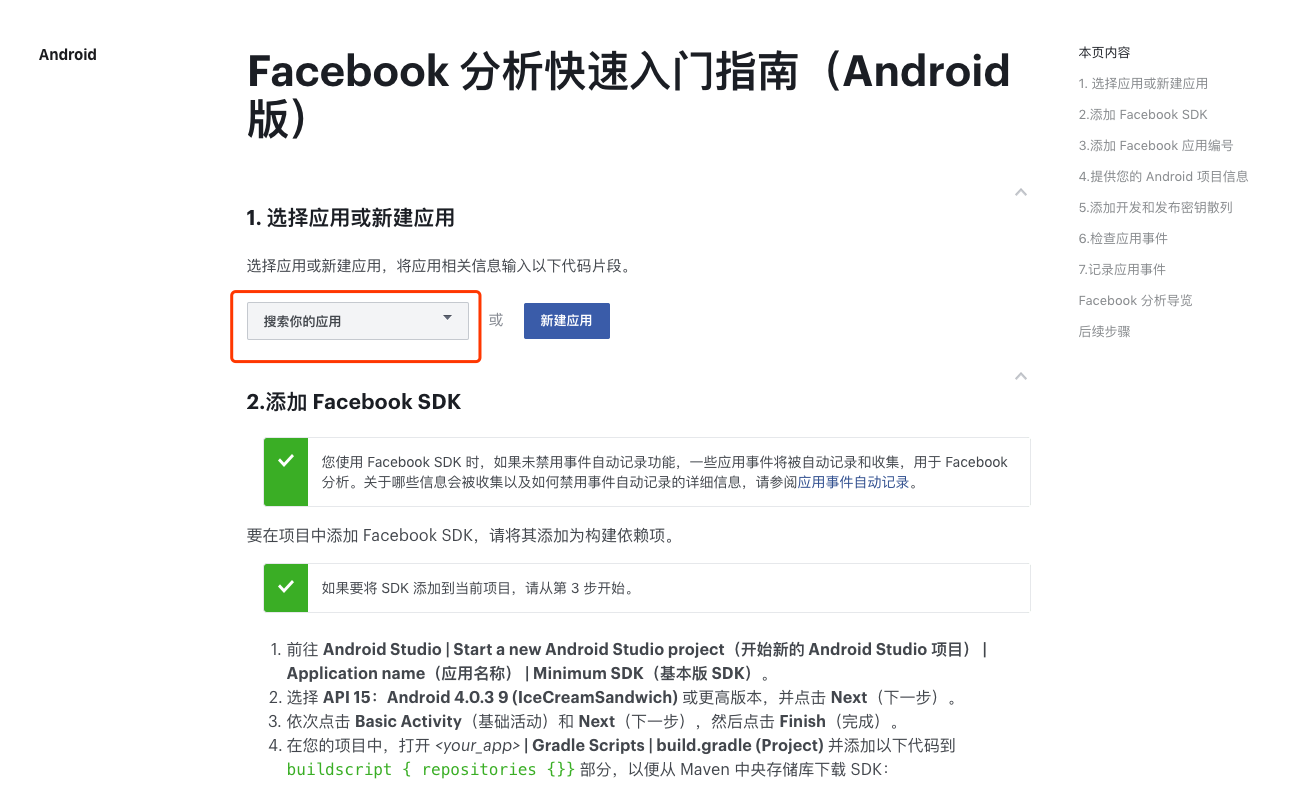 Android
Facebook 分析快速入门指南（Android
版）
1. 选择应用或新建应用
选择应用或新建应用，将应用相关信息输入以下代码片段。
搜索你的应用
或
新建应用
2.添加 Facebook SDK
您使用 Facebook SDK 时，如果未禁用事件自动记录功能，一些应用事件将被自动记录和收集，用于 Facebook
分析。关于哪些信息会被收集以及如何禁用事件自动记录的详细信息，请参阅应用事件自动记录。
要在项目中添加 Facebook SDK，请将其添加为构建依赖项。
如果要将 SDK 添加到当前项目，请从第 3 步开始。
1. 前往 Android Studio | Start a new Android Studio project（开始新的 Android Studio 项目） |
Application name（应用名称） | Minimum SDK（基本版 SDK）。
2. 选择 API 15：Android 4.0.3 9 (IceCreamSandwich) 或更高版本，并点击 Next（下一步）。
3. 依次点击 Basic Activity（基础活动）和 Next（下一步），然后点击 Finish（完成）。
4. 在您的项目中，打开 <your_app> | Gradle Scripts | build.gradle (Project) 并添加以下代码到
buildscript { repositories {}} 部分，以便从 Maven 中央存储库下载 SDK：
本页内容
1. 选择应用或新建应用
2.添加 Facebook SDK
3.添加 Facebook 应用编号
4.提供您的 Android 项目信息
5.添加开发和发布密钥散列
6.检查应用事件
7.记录应用事件
Facebook 分析导览
后续步骤